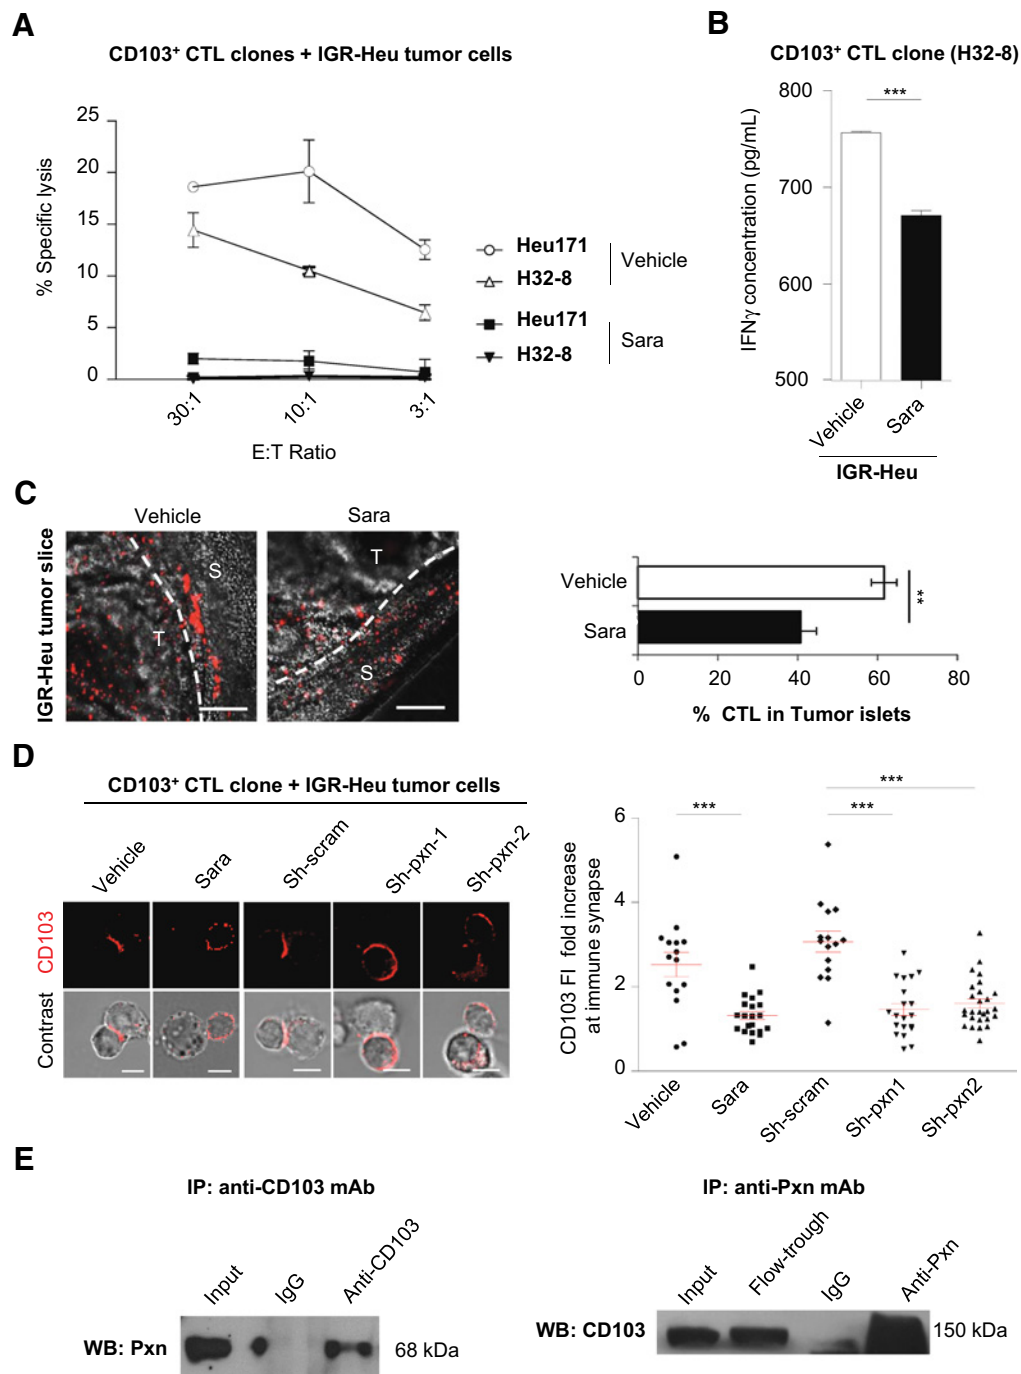 A
CD103⁺ CTL clones + IGR-Heu tumor cells
25
20
15
10
5
0
% Specific lysis
30:1
10:1
3:1
E:T Ratio
Heu171
H32-8
Vehicle
Heu171
H32-8
Sara
B
CD103⁺ CTL clone (H32-8)
***
800
700
600
500
IFNγ concentration (pg/mL)
Vehicle
Sara
IGR-Heu
C
IGR-Heu tumor slice
Vehicle
Sara
S
T
T
S
Vehicle
Sara
**
0
20
40
60
80
% CTL in Tumor islets
D
CD103⁺ CTL clone + IGR-Heu tumor cells
Vehicle
Sara
Sh-scram
Sh-pxn-1
Sh-pxn-2
CD103
Contrast
***
***
***
6
4
2
0
CD103 FI fold increase
at immune synapse
Vehicle
Sara
Sh-scram
Sh-pxn1
Sh-pxn2
E
IP: anti-CD103 mAb
Input
IgG
Anti-CD103
WB: Pxn
68 kDa
IP: anti-Pxn mAb
Input
Flow-trough
IgG
Anti-Pxn
WB: CD103
150 kDa